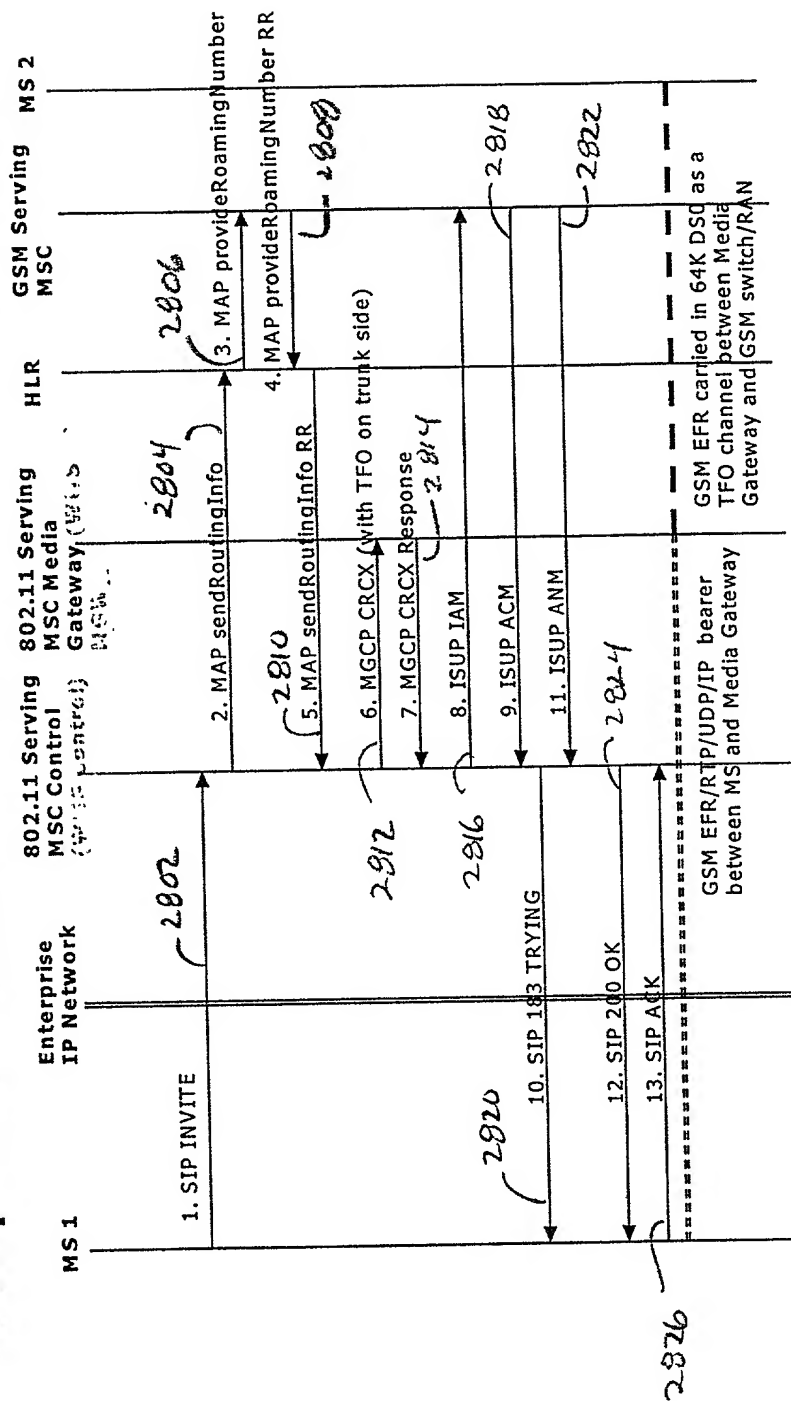 MS 1
Enterprise
IP Network
802.11 Serving
MSC Control
control)
802.11 Serving
MSC Media
Gateway
HLR
GSM Serving
MSC
MS 2
1. SIP INVITE
2802
2. MAP sendRoutingInfo
2804
2806
3. MAP provideRoamingNumber
4. MAP provideRoamingNumber RR
2808
2810
5. MAP sendRoutingInfo RR
6. MGCP CRCX (with TFO on trunk side)
2812
7. MGCP CRCX Response
2814
8. ISUP IAM
2816
9. ISUP ACM
2818
10. SIP 183 TRYING
2820
11. ISUP ANM
2822
12. SIP 200 OK
2824
13. SIP ACK
2826
GSM EFR/RTP/UDP/IP bearer
between MS and Media Gateway
GSM EFR carried in 64K DS0 as a
TFO channel between Media
Gateway and GSM switch/RAN